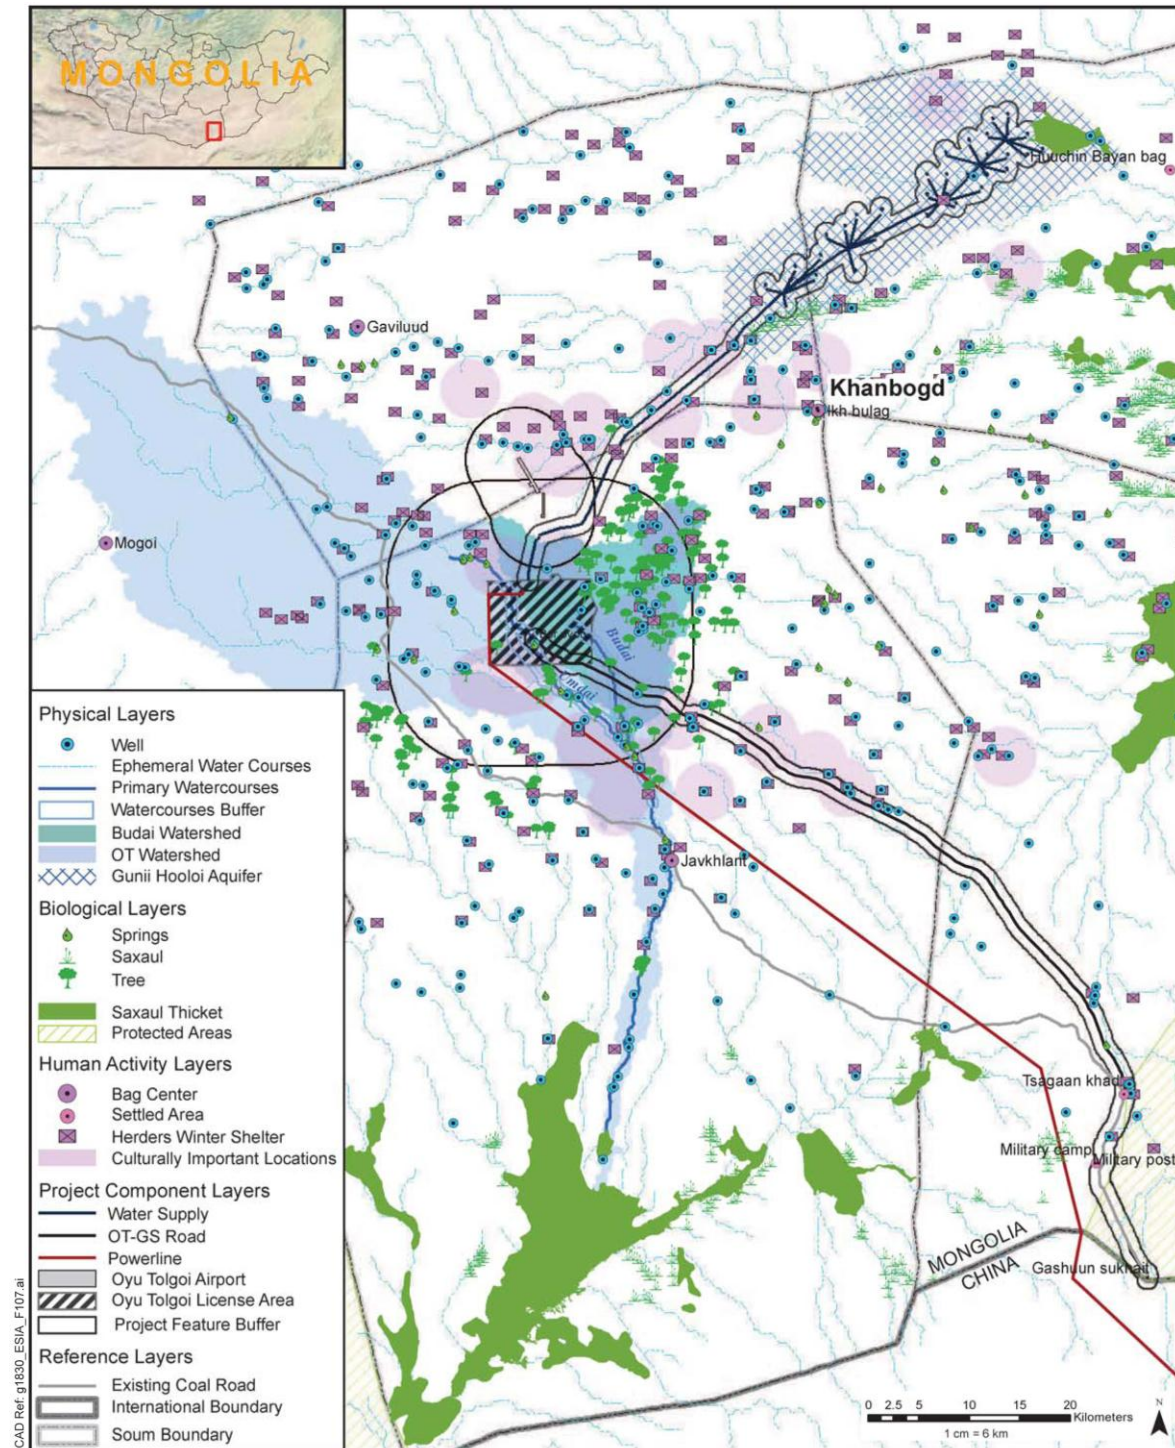 MONGOLIA
Huuchin Bayan bag
Gaviluud
Khanbogd
Ikh bulag
Mogoi
Budai
Umdai
Javkhlant
Tsagaan khad
Military camp
Military post
MONGOLIA
CHINA
Gashuun sukhait
Physical Layers
Well
Ephemeral Water Courses
Primary Watercourses
Watercourses Buffer
Budai Watershed
OT Watershed
Gunii Hooloi Aquifer
Biological Layers
Springs
Saxaul
Tree
Saxaul Thicket
Protected Areas
Human Activity Layers
Bag Center
Settled Area
Herders Winter Shelter
Culturally Important Locations
Project Component Layers
Water Supply
OT-GS Road
Powerline
Oyu Tolgoi Airport
Oyu Tolgoi License Area
Project Feature Buffer
Reference Layers
Existing Coal Road
International Boundary
Soum Boundary
0 2.5 5 10 15 20
Kilometers
1 cm = 6 km
N
CAD Ref: g1830_ESIA_F107.ai